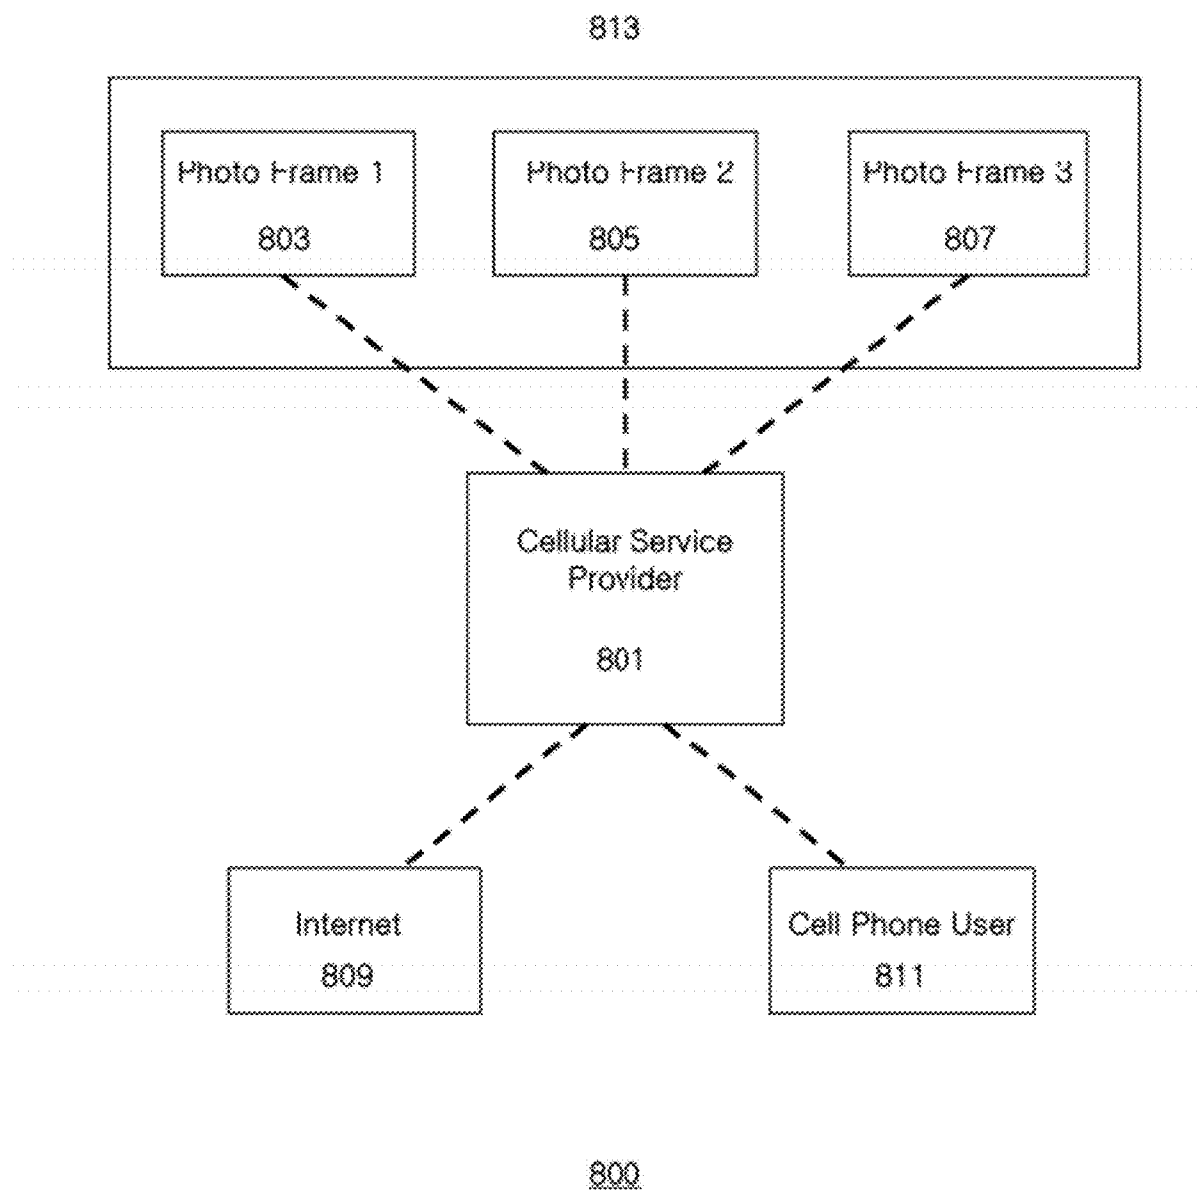 813
Photo Frame 1
Photo Frame 2
Photo Frame 3
803
805
807
Cellular Service
Provider
801
Internet
809
Cell Phone User
811
800